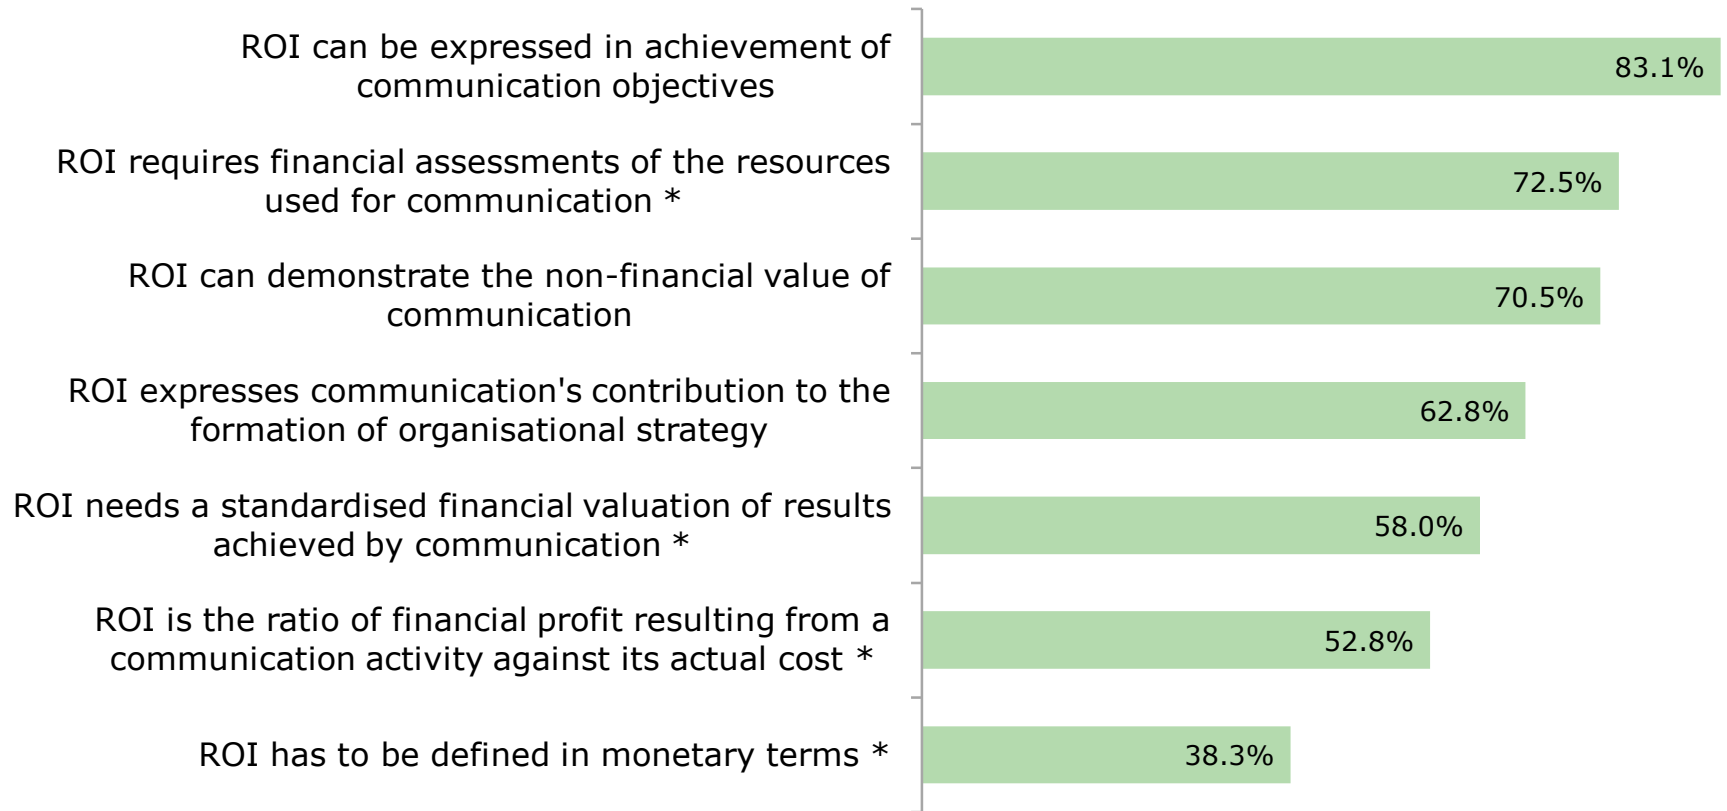 ROI can be expressed in achievement of
communication objectives
83.1%
ROI requires financial assessments of the resources
used for communication *
72.5%
ROI can demonstrate the non-financial value of
communication
70.5%
ROI expresses communication's contribution to the
formation of organisational strategy
62.8%
ROI needs a standardised financial valuation of results
achieved by communication *
58.0%
ROI is the ratio of financial profit resulting from a
communication activity against its actual cost *
52.8%
ROI has to be defined in monetary terms *
38.3%